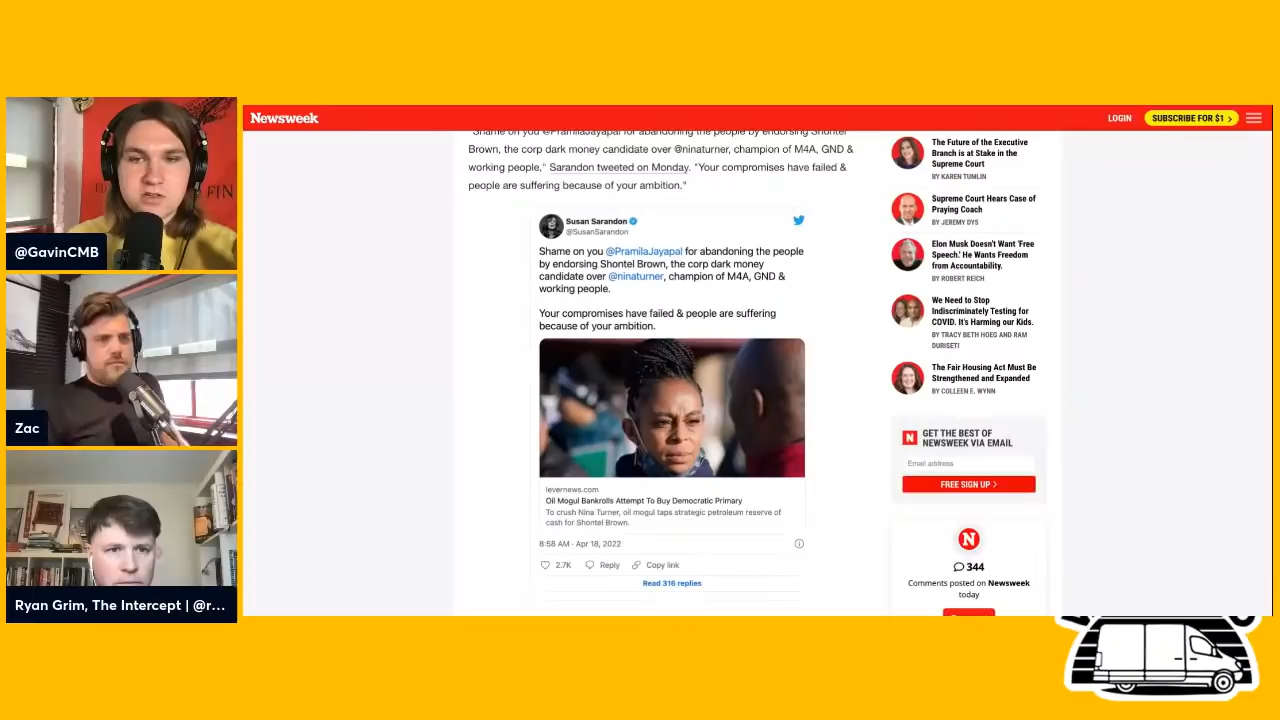 FIN
@GavinCMB
Zac
Ryan Grim, The Intercept | @r...
Newsweek
LOGIN
SUBSCRIBE FOR $1 >
"Shame on you @PramilaJayapal for abandoning the people by endorsing Shontel
Brown, the corp dark money candidate over @ninaturner, champion of M4A, GND &
working people," Sarandon tweeted on Monday. "Your compromises have failed &
people are suffering because of your ambition."
Susan Sarandon
@SusanSarandon
Shame on you @PramilaJayapal for abandoning the people
by endorsing Shontel Brown, the corp dark money
candidate over @ninaturner, champion of M4A, GND &
working people.
Your compromises have failed & people are suffering
because of your ambition.
levernews.com
Oil Mogul Bankrolls Attempt To Buy Democratic Primary
To crush Nina Turner, oil mogul taps strategic petroleum reserve of
cash for Shontel Brown.
8:58 AM · Apr 18, 2022
2.7K Reply Copy link
Read 316 replies
The Future of the Executive
Branch is at Stake in the
Supreme Court
BY KAREN TUMLIN
Supreme Court Hears Case of
Praying Coach
BY JEREMY DYS
Elon Musk Doesn't Want 'Free
Speech.' He Wants Freedom
from Accountability.
BY ROBERT REICH
We Need to Stop
Indiscriminately Testing for
COVID. It's Harming our Kids.
BY TRACY BETH HOEG AND RAM
DURISETI
The Fair Housing Act Must Be
Strengthened and Expanded
BY COLLEEN E. WYNN
N GET THE BEST OF
NEWSWEEK VIA EMAIL
Email address
FREE SIGN UP >
N
344
Comments posted on Newsweek
today